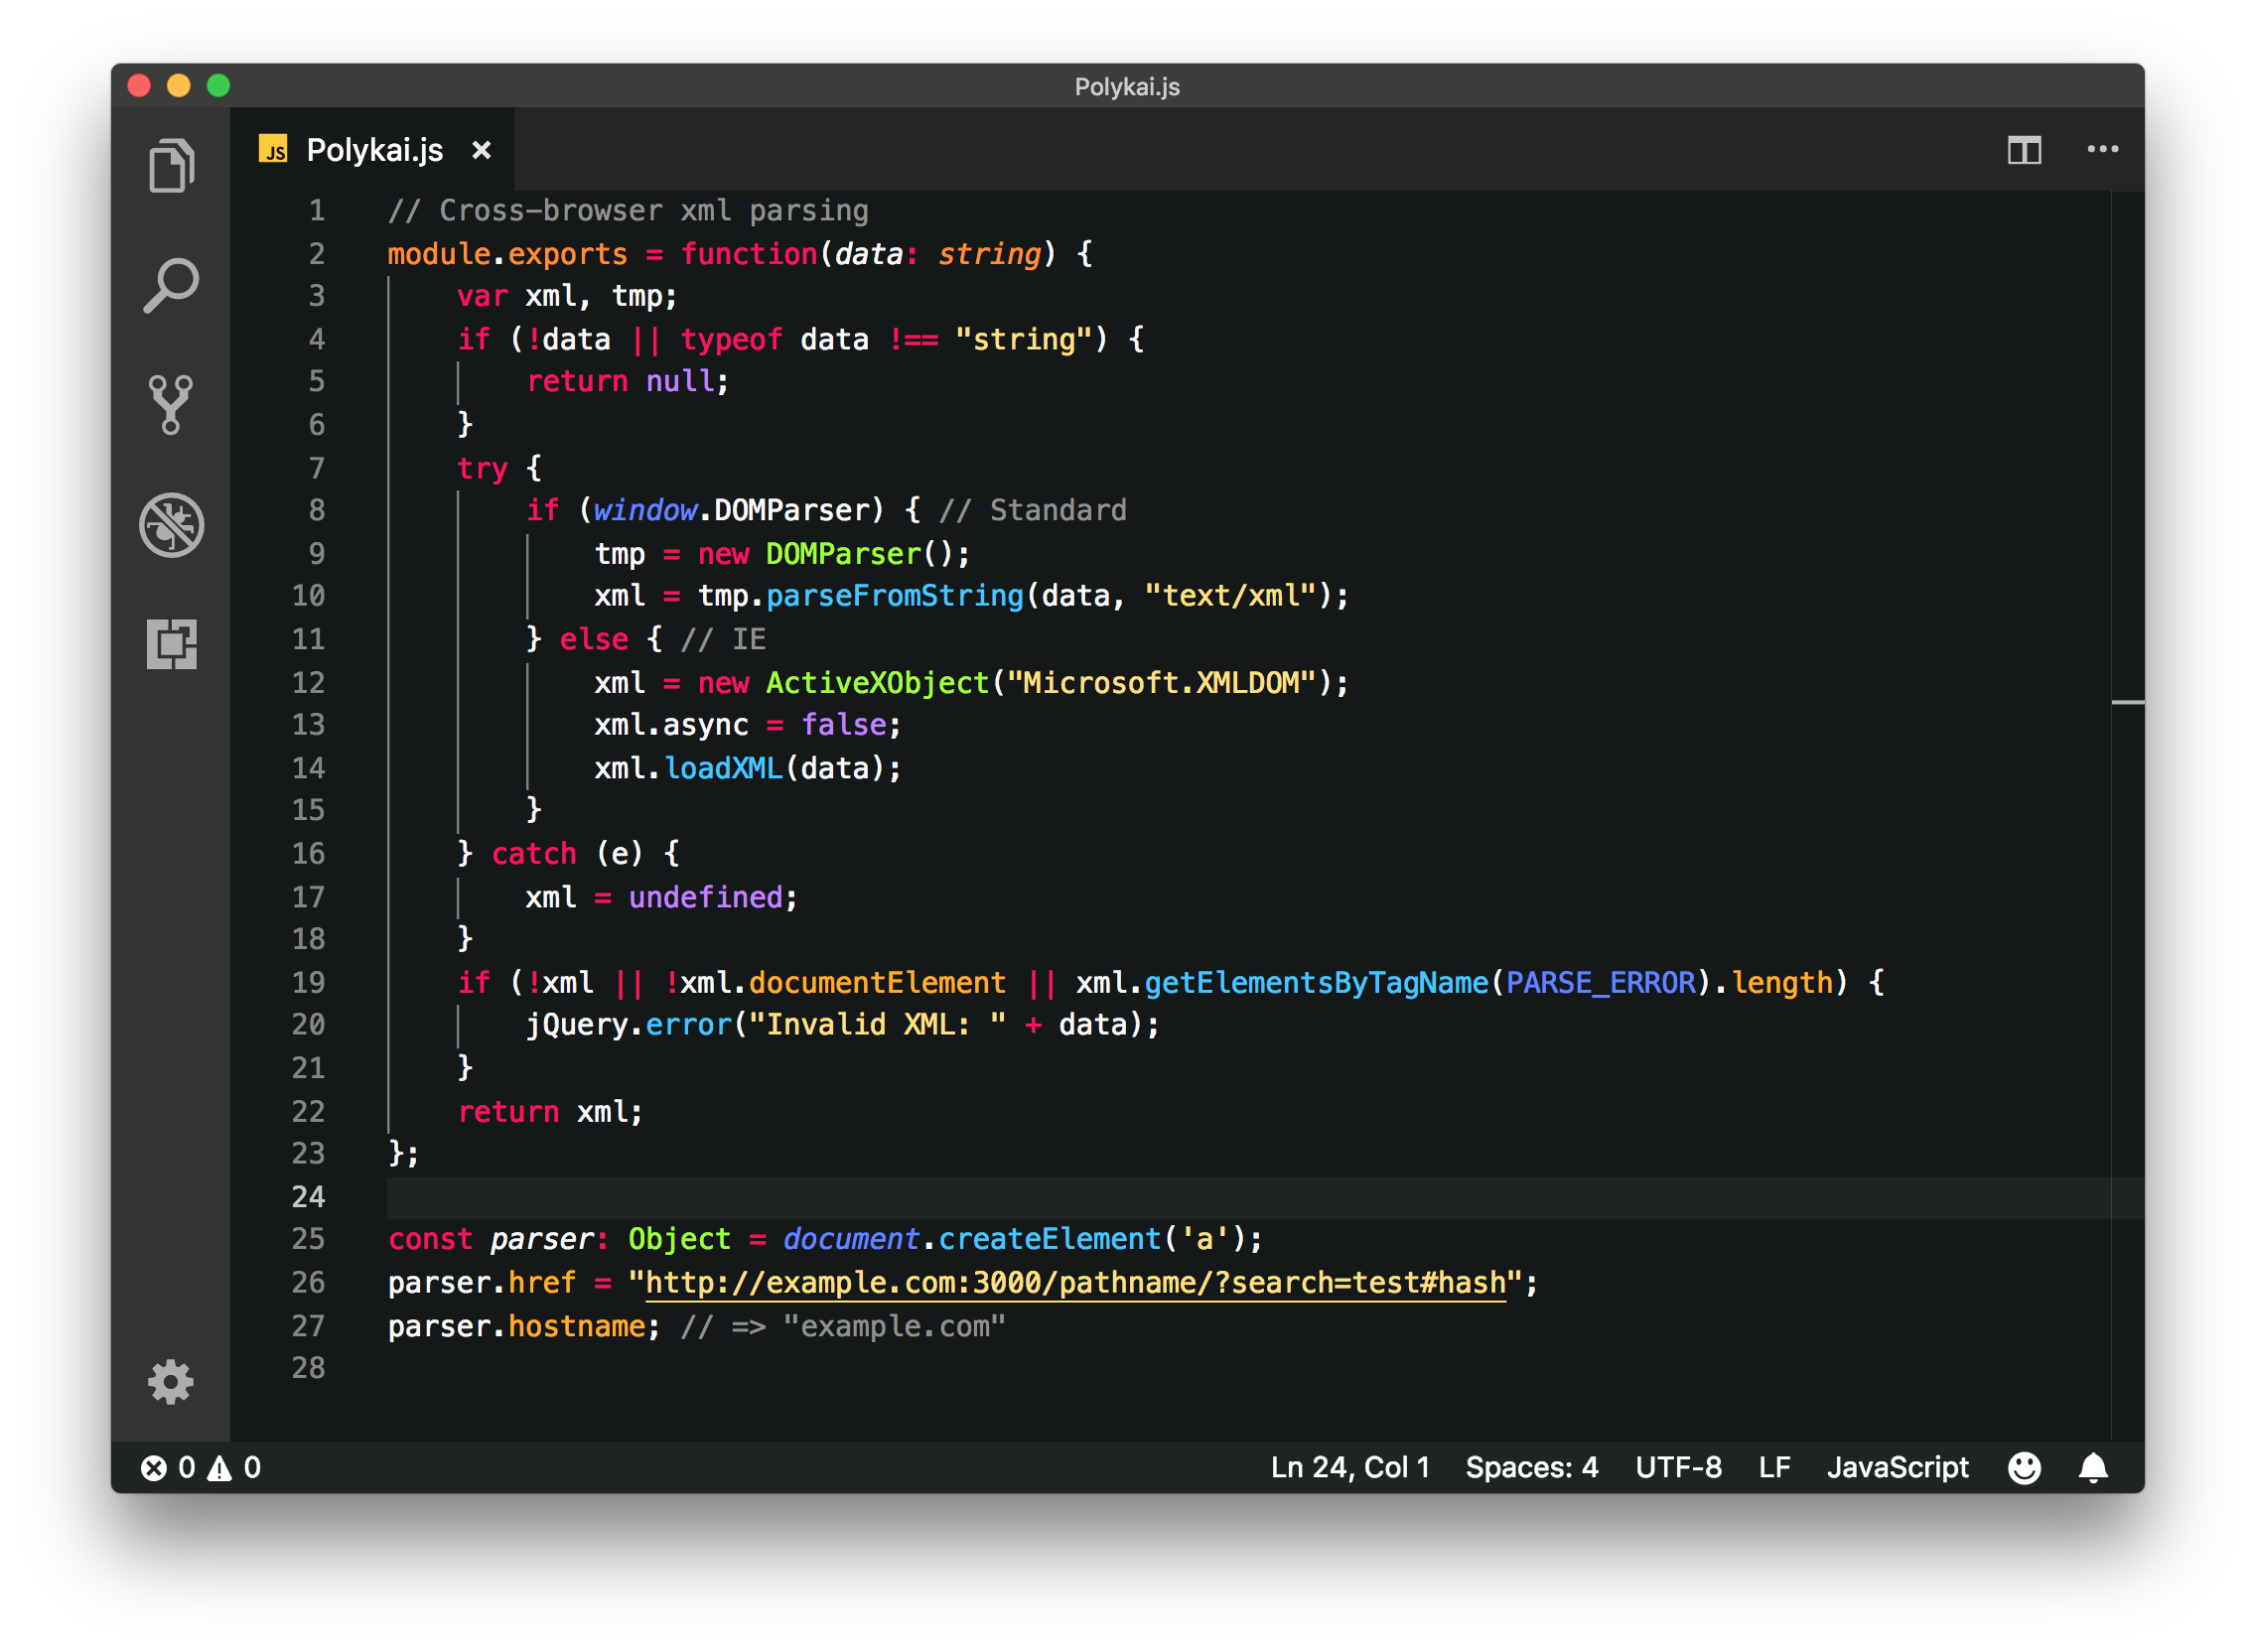 Polykai.js
JS Polykai.js ×
1 // Cross-browser xml parsing
2 module.exports = function(data: string) {
3     var xml, tmp;
4     if (!data || typeof data !== "string") {
5         return null;
6     }
7     try {
8         if (window.DOMParser) { // Standard
9             tmp = new DOMParser();
10             xml = tmp.parseFromString(data, "text/xml");
11         } else { // IE
12             xml = new ActiveXObject("Microsoft.XMLDOM");
13             xml.async = false;
14             xml.loadXML(data);
15         }
16     } catch (e) {
17         xml = undefined;
18     }
19     if (!xml || !xml.documentElement || xml.getElementsByTagName(PARSE_ERROR).length) {
20         jQuery.error("Invalid XML: " + data);
21     }
22     return xml;
23 };
24
25 const parser: Object = document.createElement('a');
26 parser.href = "http://example.com:3000/pathname/?search=test#hash";
27 parser.hostname; // => "example.com"
28
0 0 Ln 24, Col 1 Spaces: 4 UTF-8 LF JavaScript